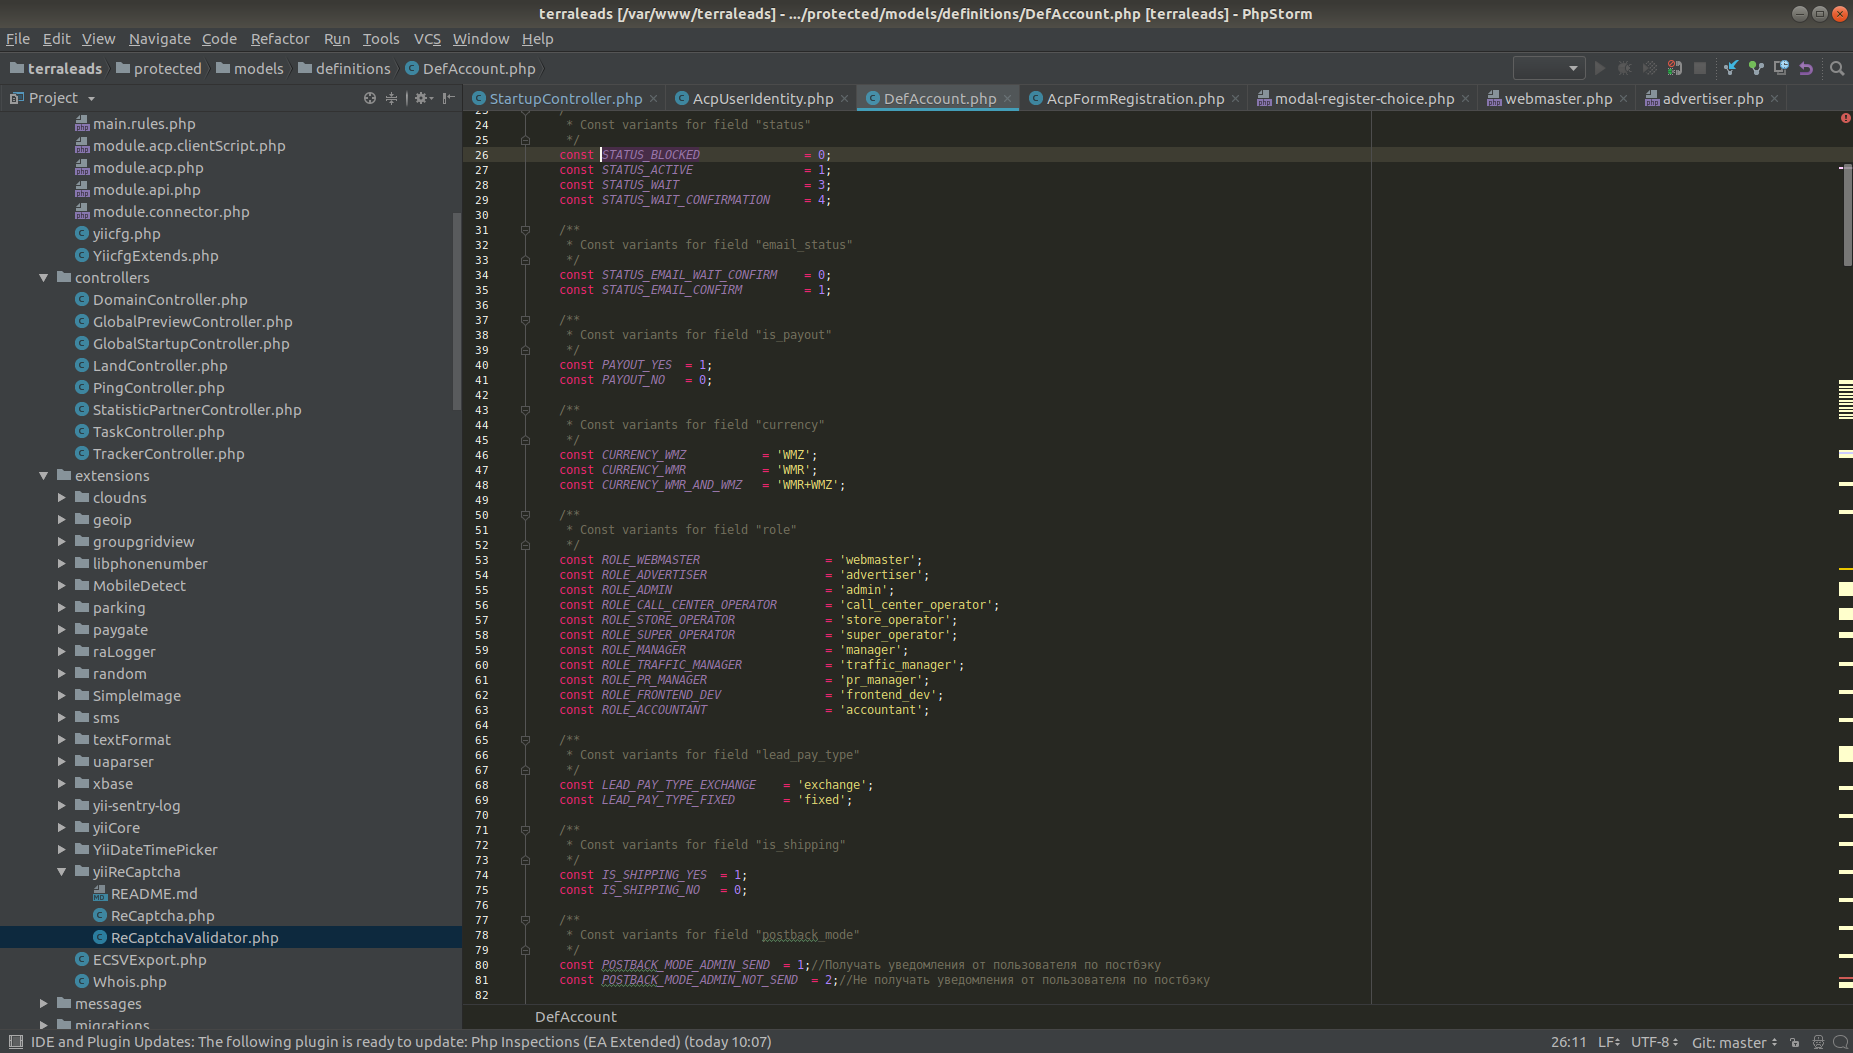 terraleads [/var/www/terraleads] - .../protected/models/definitions/DefAccount.php [terraleads] - PhpStorm
File Edit View Navigate Code Refactor Run Tools VCS Window Help
terraleads protected models definitions DefAccount.php
Project
StartupController.php AcpUserIdentity.php DefAccount.php AcpFormRegistration.php modal-register-choice.php webmaster.php advertiser.php
main.rules.php
module.acp.clientScript.php
module.acp.php
module.api.php
module.connector.php
yiicfg.php
YiicfgExtends.php
controllers
DomainController.php
GlobalPreviewController.php
GlobalStartupController.php
LandController.php
PingController.php
StatisticPartnerController.php
TaskController.php
TrackerController.php
extensions
cloudns
geoip
groupgridview
libphonenumber
MobileDetect
parking
paygate
raLogger
random
SimpleImage
sms
textFormat
uaparser
xbase
yii-sentry-log
yiiCore
YiiDateTimePicker
yiiReCaptcha
README.md
ReCaptcha.php
ReCaptchaValidator.php
ECSVExport.php
Whois.php
messages
migrations
24 * Const variants for field "status"
25 */
26 const STATUS_BLOCKED = 0;
27 const STATUS_ACTIVE = 1;
28 const STATUS_WAIT = 3;
29 const STATUS_WAIT_CONFIRMATION = 4;
30
31 /**
32 * Const variants for field "email_status"
33 */
34 const STATUS_EMAIL_WAIT_CONFIRM = 0;
35 const STATUS_EMAIL_CONFIRM = 1;
36
37 /**
38 * Const variants for field "is_payout"
39 */
40 const PAYOUT_YES = 1;
41 const PAYOUT_NO = 0;
42
43 /**
44 * Const variants for field "currency"
45 */
46 const CURRENCY_WMZ = 'WMZ';
47 const CURRENCY_WMR = 'WMR';
48 const CURRENCY_WMR_AND_WMZ = 'WMR+WMZ';
49
50 /**
51 * Const variants for field "role"
52 */
53 const ROLE_WEBMASTER = 'webmaster';
54 const ROLE_ADVERTISER = 'advertiser';
55 const ROLE_ADMIN = 'admin';
56 const ROLE_CALL_CENTER_OPERATOR = 'call_center_operator';
57 const ROLE_STORE_OPERATOR = 'store_operator';
58 const ROLE_SUPER_OPERATOR = 'super_operator';
59 const ROLE_MANAGER = 'manager';
60 const ROLE_TRAFFIC_MANAGER = 'traffic_manager';
61 const ROLE_PR_MANAGER = 'pr_manager';
62 const ROLE_FRONTEND_DEV = 'frontend_dev';
63 const ROLE_ACCOUNTANT = 'accountant';
64
65 /**
66 * Const variants for field "lead_pay_type"
67 */
68 const LEAD_PAY_TYPE_EXCHANGE = 'exchange';
69 const LEAD_PAY_TYPE_FIXED = 'fixed';
70
71 /**
72 * Const variants for field "is_shipping"
73 */
74 const IS_SHIPPING_YES = 1;
75 const IS_SHIPPING_NO = 0;
76
77 /**
78 * Const variants for field "postback_mode"
79 */
80 const POSTBACK_MODE_ADMIN_SEND = 1;//Получать уведомления от пользователя по постбэку
81 const POSTBACK_MODE_ADMIN_NOT_SEND = 2;//Не получать уведомления от пользователя по постбэку
82
DefAccount
IDE and Plugin Updates: The following plugin is ready to update: Php Inspections (EA Extended) (today 10:07) 26:11 LF UTF-8 Git: master